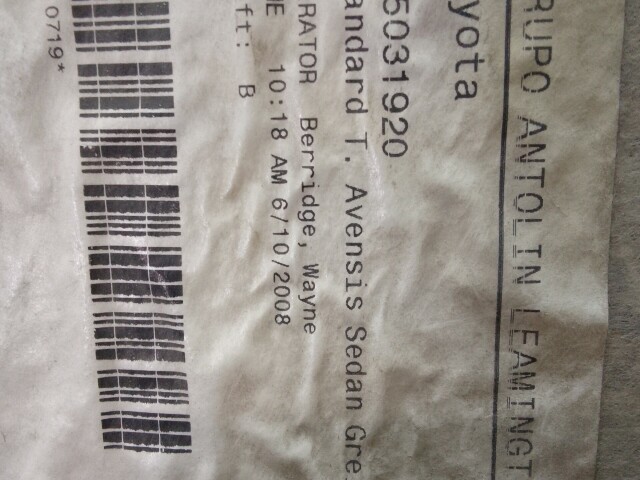 RUPO ANTOLIN LEAMINGT
yota
5031920
andard T. Avensis Sedan Gre
RATOR Berridge, Wayne
E 10:18 AM 6/10/2008
ft: B
0719*